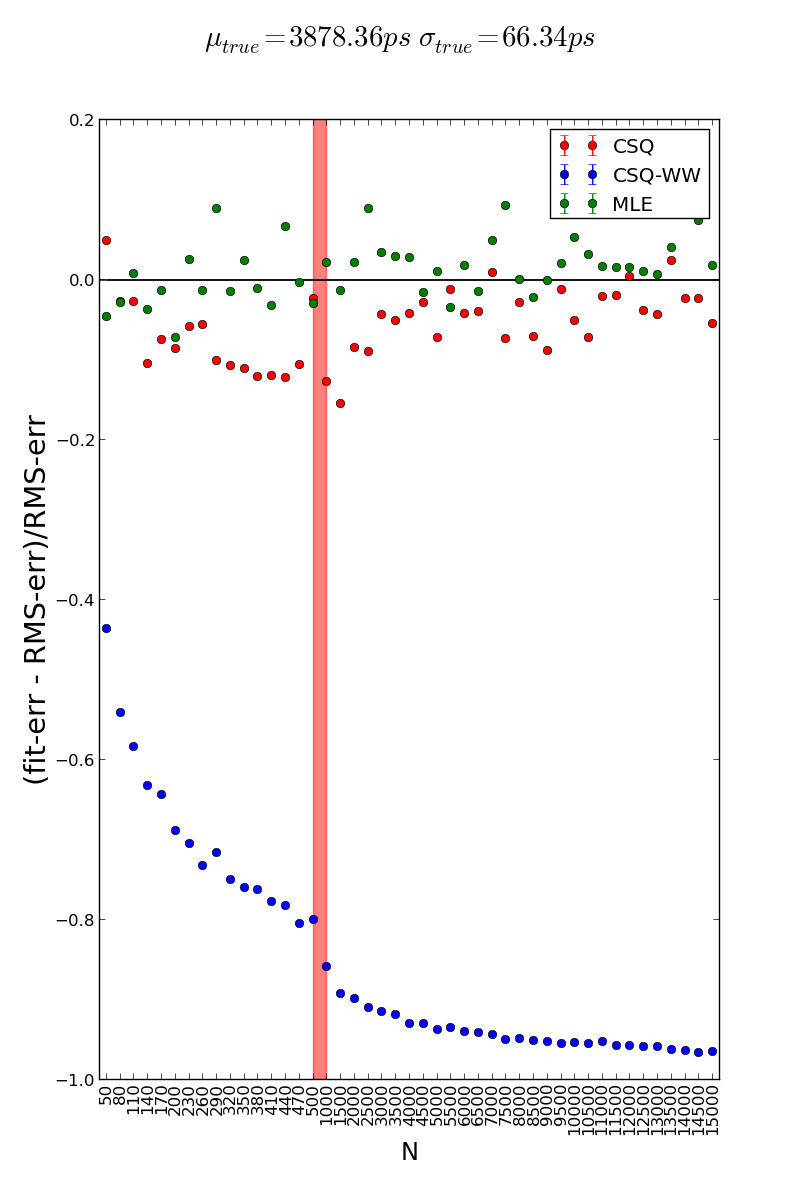 μ_true=3878.36ps σ_true=66.34ps
CSQ
CSQ-WW
MLE
0.2
0.0
−0.2
−0.4
−0.6
−0.8
−1.0
(fit-err - RMS-err)/RMS-err
50 80 110 140 170 200 230 260 290 320 350 380 410 440 470 500 1000 1500 2000 2500 3000 3500 4000 4500 5000 5500 6000 6500 7000 7500 8000 8500 9000 9500 10000 10500 11000 11500 12000 12500 13000 13500 14000 14500 15000
N